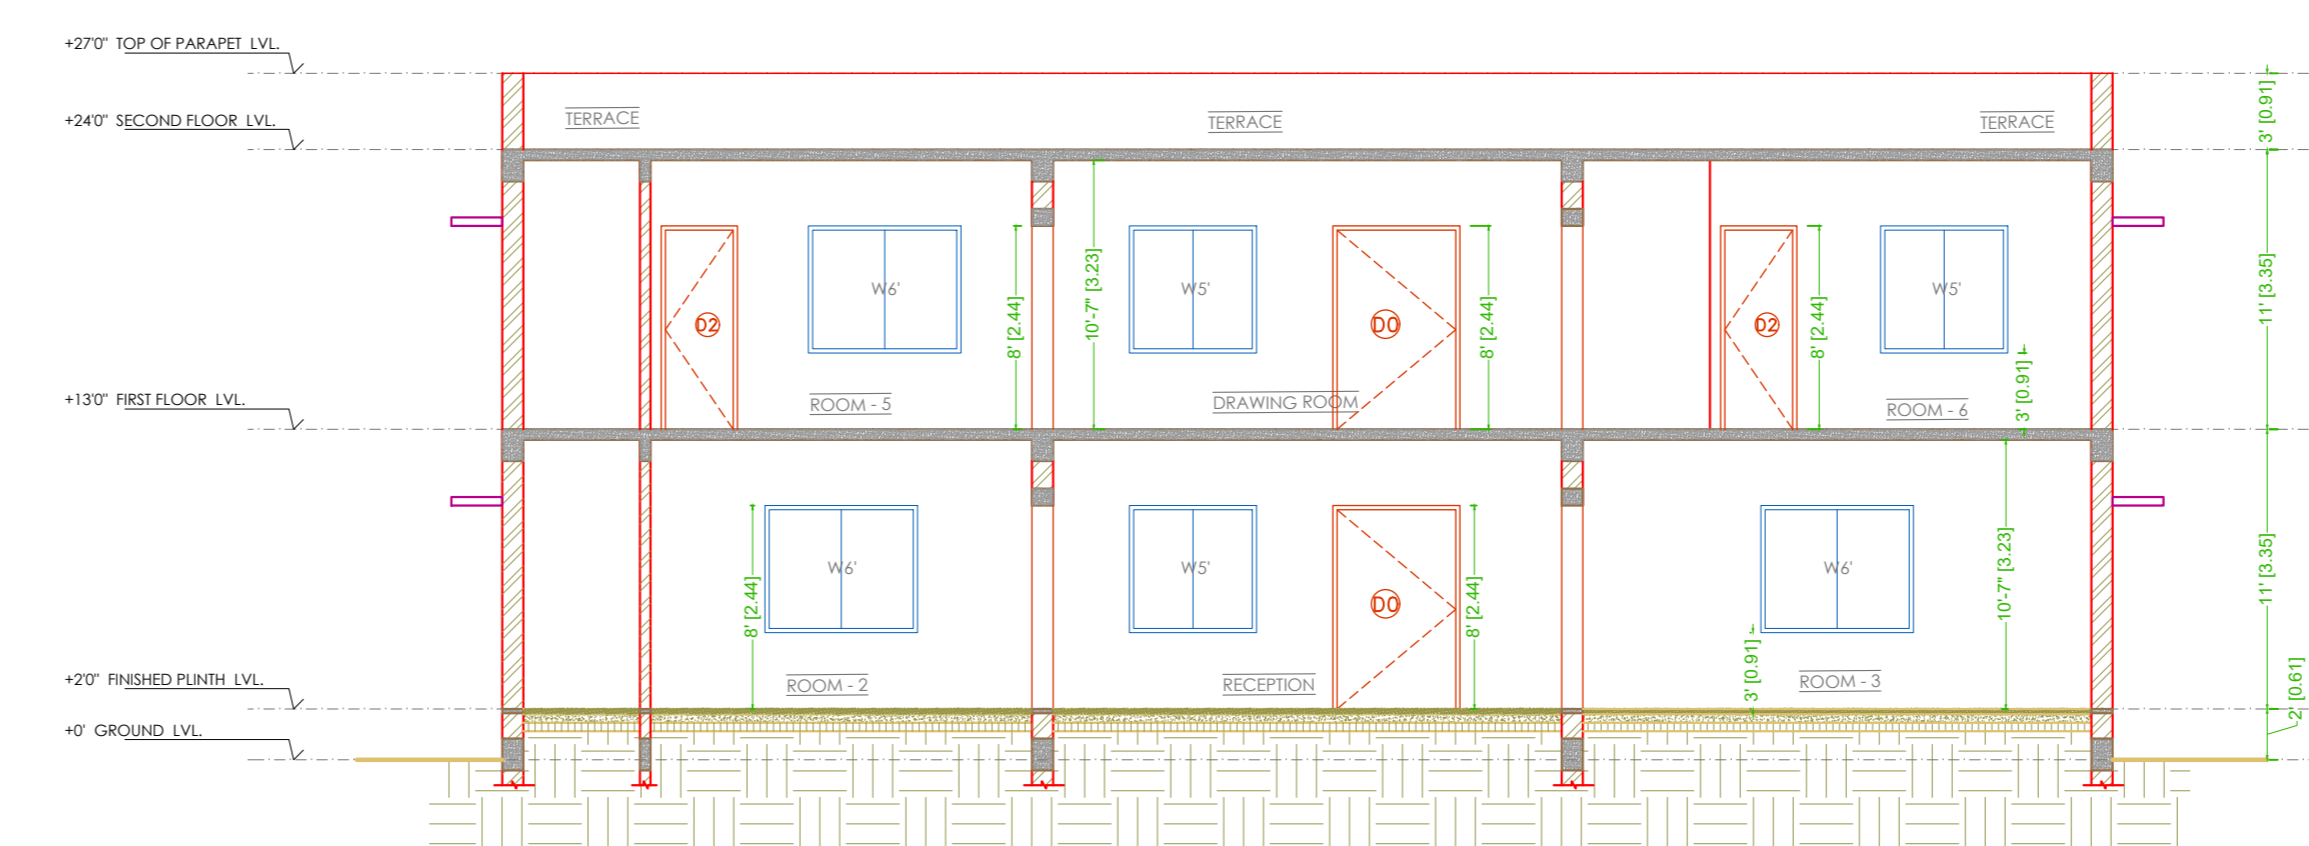 +27'0" TOP OF PARAPET LVL.
TERRACE
TERRACE
TERRACE
3' [0.91]
+24'0" SECOND FLOOR LVL.
D2
W6'
8' [2.44]
10'-7" [3.23]
W5'
D0
8' [2.44]
D2
8' [2.44]
W5'
3' [0.91]
11' [3.35]
ROOM - 5
DRAWING ROOM
ROOM - 6
+13'0" FIRST FLOOR LVL.
8' [2.44]
W6'
W5'
D0
8' [2.44]
3' [0.91]
W6'
10'-7" [3.23]
11' [3.35]
ROOM - 2
RECEPTION
ROOM - 3
+2'0" FINISHED PLINTH LVL.
2' [0.61]
+0' GROUND LVL.